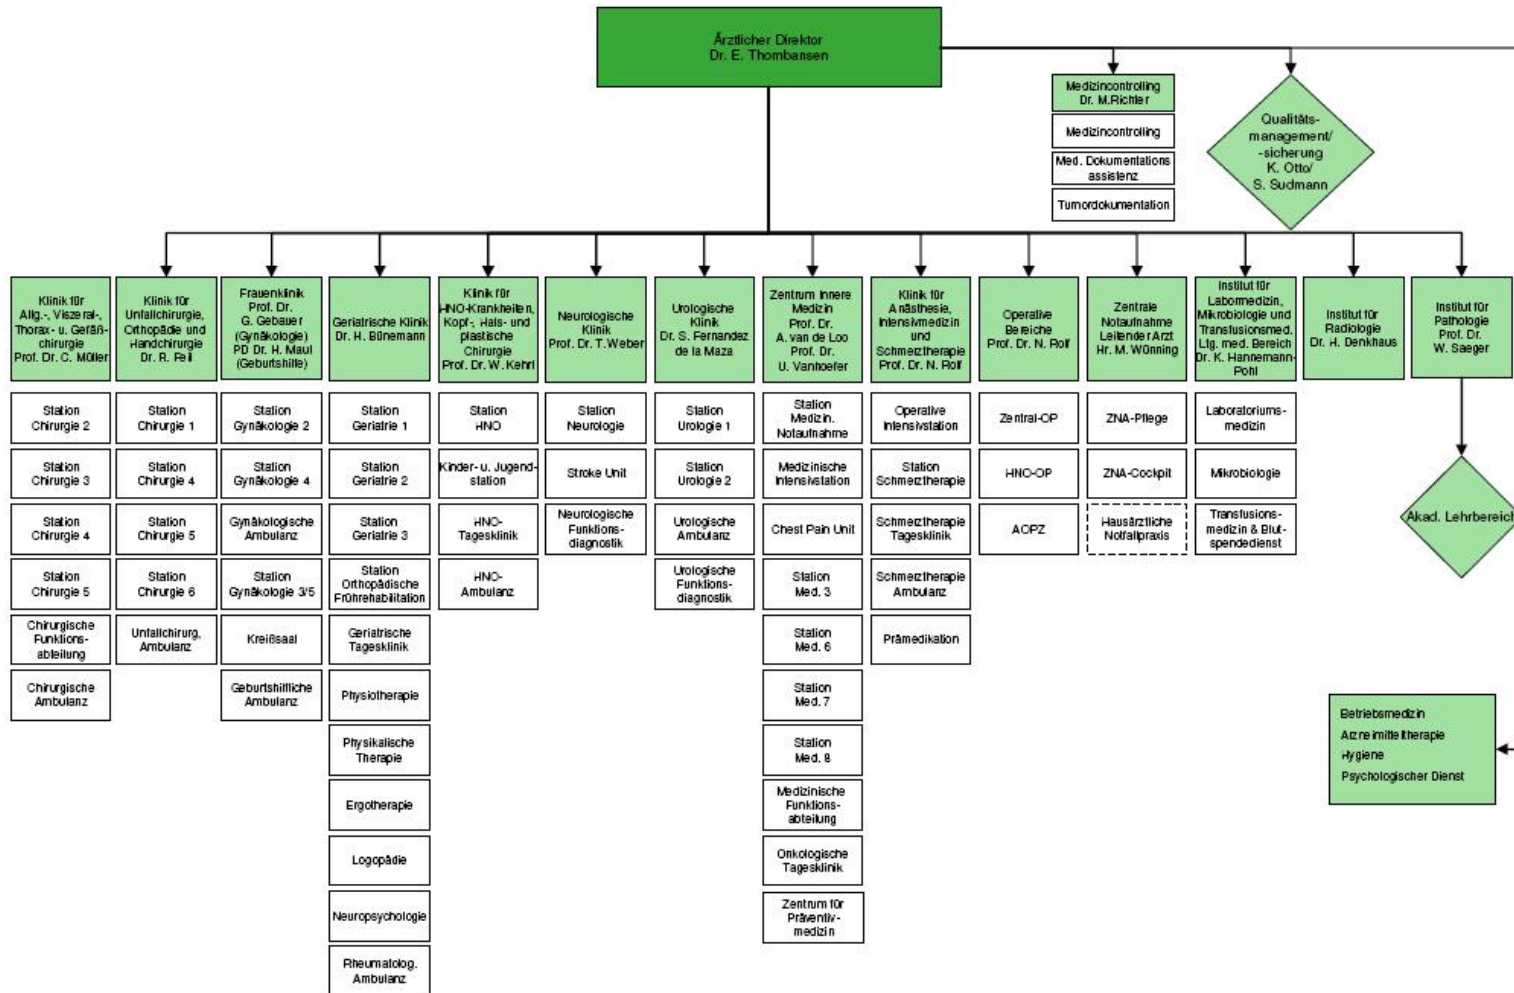 Ärztlicher Direktor
Dr. E. Thombansen
Medizincontrolling
Dr. M.Richter
Medizincontrolling
Med. Dokumentations
assistenz
Tumordokumentation
Qualitäts-
management/
-sicherung
K. Otto/
S. Sudmann
Klinik für
Allg.-, Viszeral-,
Thorax- u. Gefäß-
chirurgie
Prof. Dr. C. Müller
Station
Chirurgie 2
Station
Chirurgie 3
Station
Chirurgie 4
Station
Chirurgie 5
Chirurgische
Funktions-
abteilung
Chirurgische
Ambulanz
Klinik für
Unfallchirurgie,
Orthopädie und
Handchirurgie
Dr. R. Feil
Station
Chirurgie 1
Station
Chirurgie 4
Station
Chirurgie 5
Station
Chirurgie 6
Unfallchirurg,
Ambulanz
Frauenklinik
Prof. Dr.
G. Gebauer
(Gynäkologie)
PD Dr. H. Maul
(Geburtshilfe)
Station
Gynäkologie 2
Station
Gynäkologie 4
Gynäkologische
Ambulanz
Station
Gynäkologie 3/5
Kreißsaal
Geburtshilfliche
Ambulanz
Geriatrische Klinik
Dr. H. Bünemann
Station
Geriatrie 1
Station
Geriatrie 2
Station
Geriatrie 3
Station
Orthopädische
Frührehabilitation
Geriatrische
Tagesklinik
Physiotherapie
Physikalische
Therapie
Ergotherapie
Logopädie
Neuropsychologie
Rheumatolog.
Ambulanz
Klinik für
HNO-Krankheiten,
Kopf-, Hals- und
plastische
Chirurgie
Prof. Dr. W. Kehrl
Station
HNO
Kinder- u. Jugend-
station
HNO-
Tagesklinik
HNO-
Ambulanz
Neurologische
Klinik
Prof. Dr. T.Weber
Station
Neurologie
Stroke Unit
Neurologische
Funktions-
diagnostik
Urologische
Klinik
Dr. S. Fernandez
de la Maza
Station
Urologie 1
Station
Urologie 2
Urologische
Ambulanz
Urologische
Funktions-
diagnostik
Zentrum Innere
Medizin
Prof. Dr.
A. van de Loo
Prof. Dr.
U. Vanhoefer
Station
Medizin.
Notaufnahme
Medizinische
Intensivstation
Chest Pain Unit
Station
Med. 3
Station
Med. 6
Station
Med. 7
Station
Med. 8
Medizinische
Funktions-
abteilung
Onkologische
Tagesklinik
Zentrum für
Präventiv-
medizin
Klinik für
Anästhesie,
Intensivmedizin
und
Schmerztherapie
Prof. Dr. N. Rolf
Operative
Intensivstation
Station
Schmerztherapie
Schmerztherapie
Tagesklinik
Schmerztherapie
Ambulanz
Prämedikation
Operative
Bereiche
Prof. Dr. N. Rolf
Zentral-OP
HNO-OP
AOPZ
Zentrale
Notaufnahme
Leitender Arzt
Hr. M. Wünning
ZNA-Pflege
ZNA-Cockpit
Hausärztliche
Notfallpraxis
Institut für
Labormedizin,
Mikrobiologie und
Transfusionsmed.
Ltg. med. Bereich
Dr. K. Hannemann-
Pohl
Laboratoriums-
medizin
Mikrobiologie
Transfusions-
medizin & Blut-
spendedienst
Institut für
Radiologie
Dr. H. Denkhaus
Institut für
Pathologie
Prof. Dr.
W. Saeger
Akad. Lehrbereich
Betriebsmedizin
Arzneimitteltherapie
Hygiene
Psychologischer Dienst